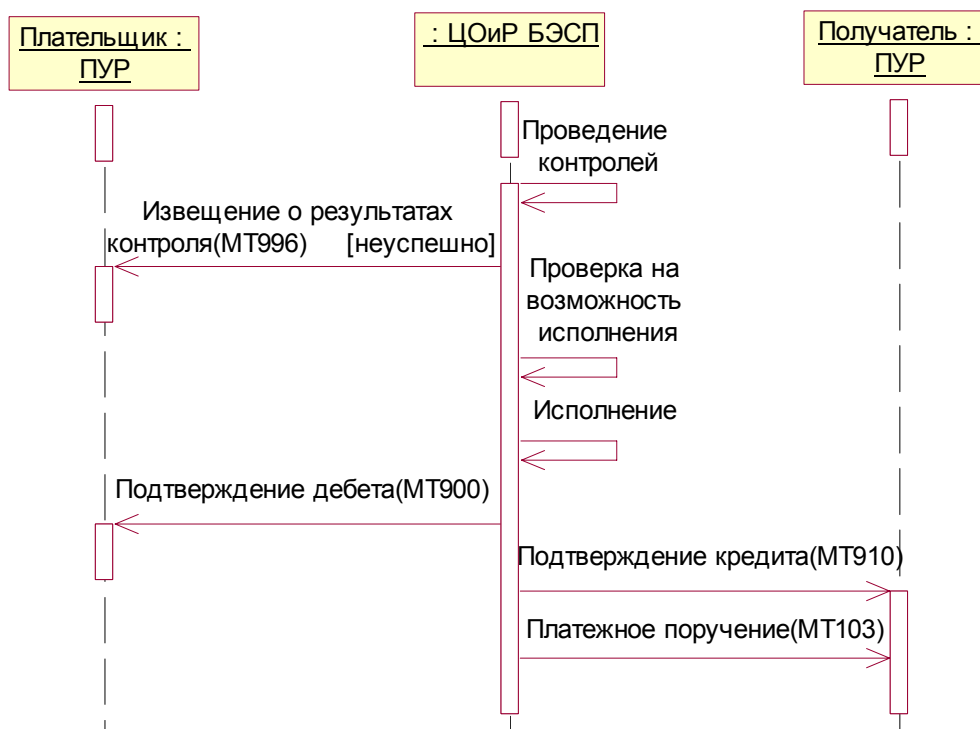 Плательщик :
ПУР
: ЦОиР БЭСП
Получатель :
ПУР
Проведение
контролей
Извещение о результатах
контроля(МТ996) [неуспешно]
Проверка на
возможность
исполнения
Исполнение
Подтверждение дебета(МТ900)
Подтверждение кредита(МТ910)
Платежное поручение(МТ103)